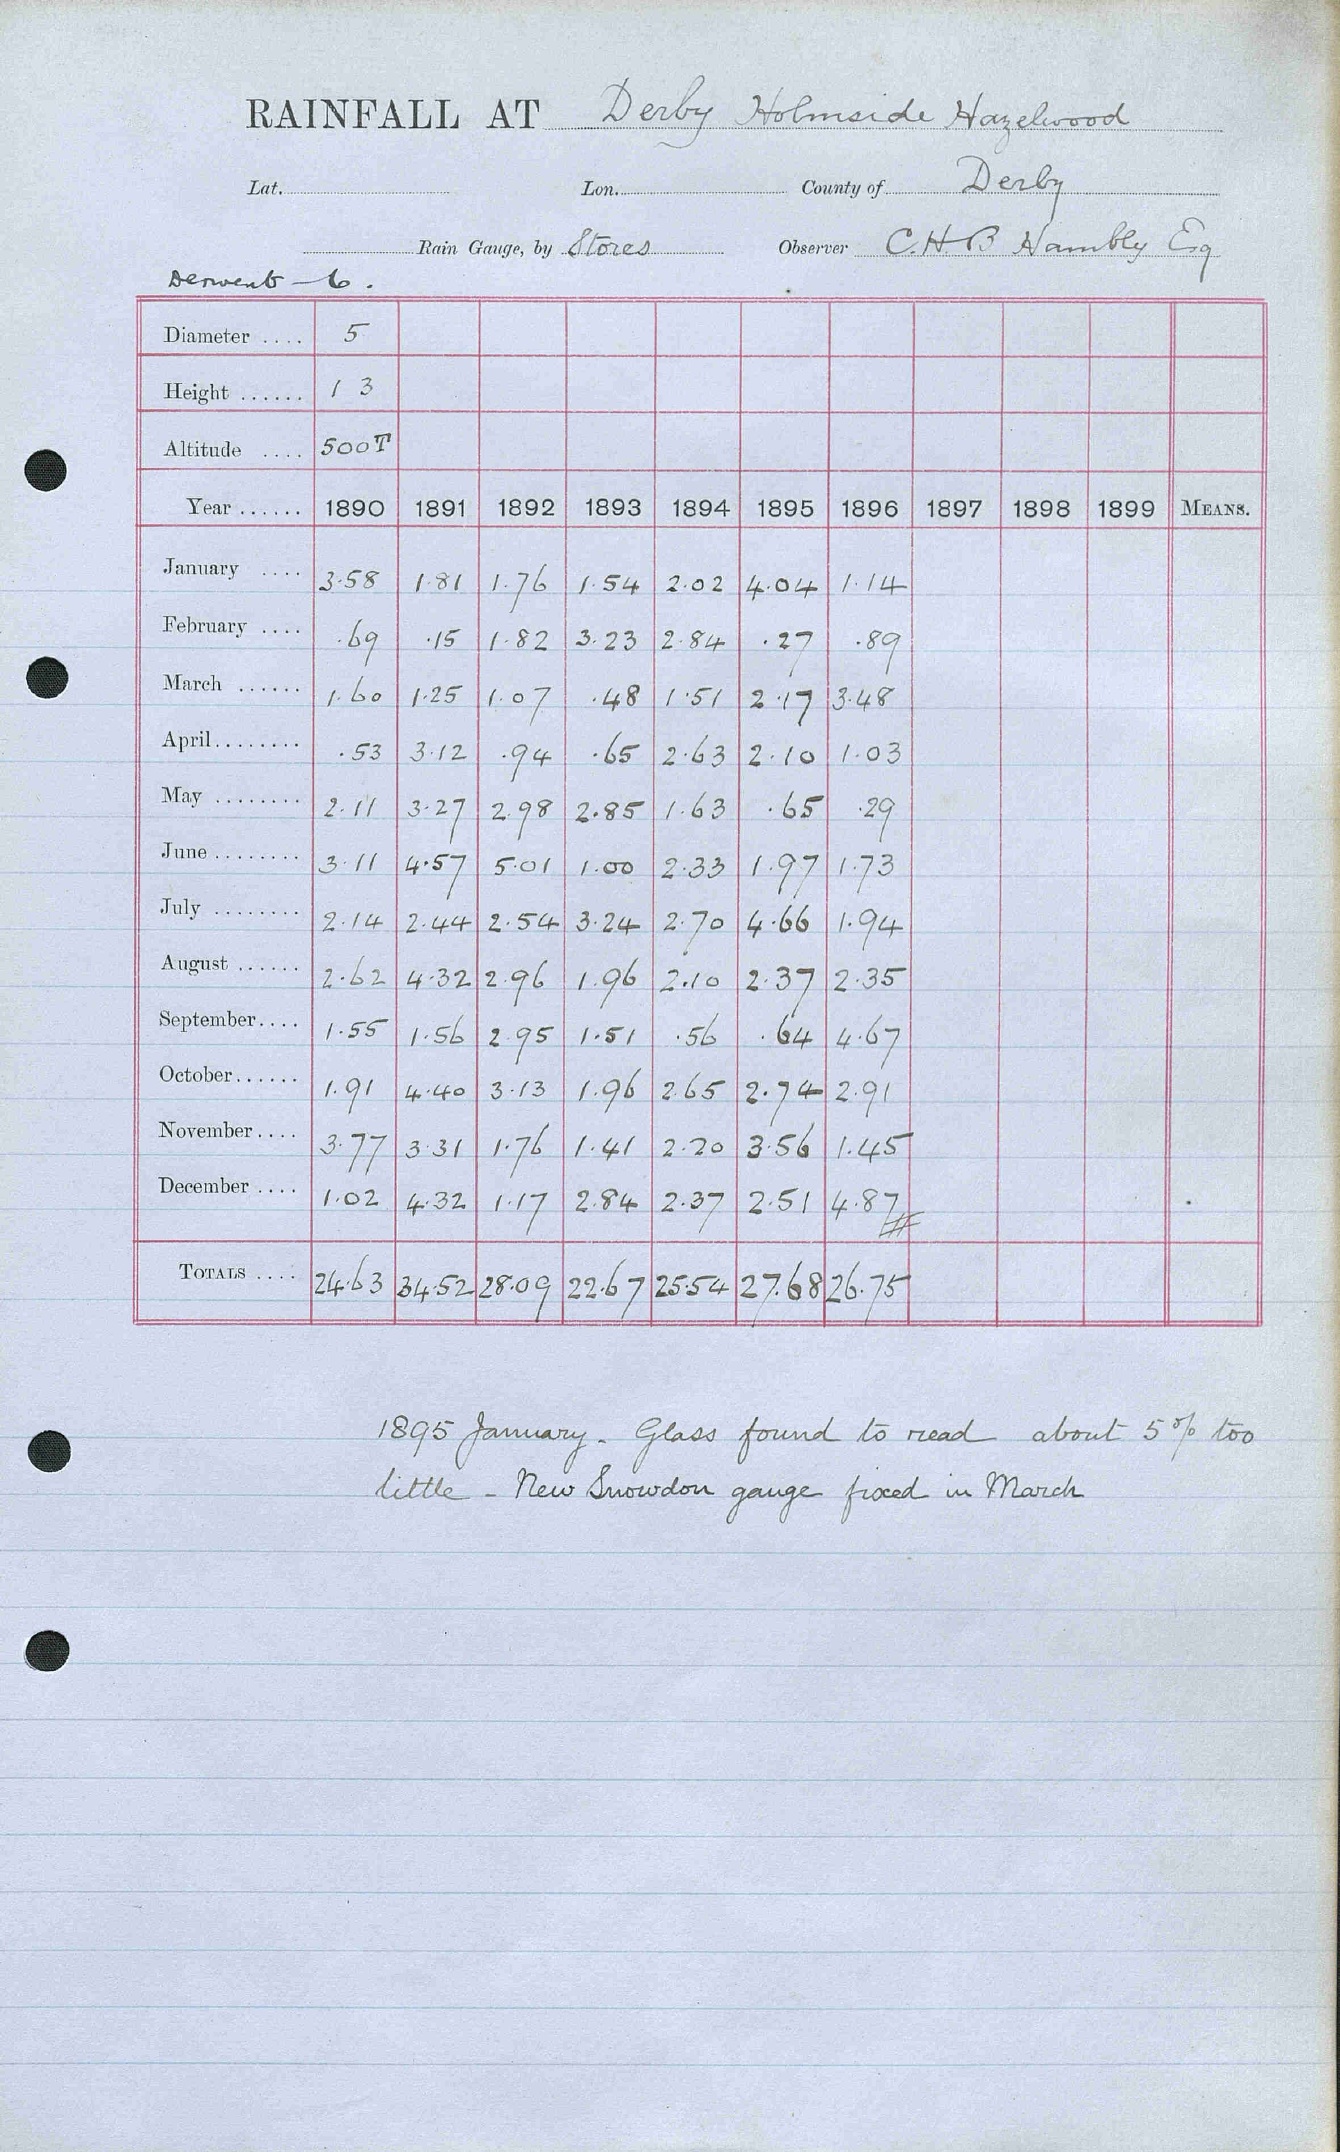 RAINFALL AT Derby Holmside Hazelwood
Lat. Lon. County of Derby
Rain Gauge, by Stores Observer C.H.B Hambly Esq
Derwent – 6.
Diameter .... 5
Height ...... 1 3
Altitude .... 500T
Year ...... 1890 1891 1892 1893 1894 1895 1896 1897 1898 1899 MEANS.
January .... 3.58 1.81 1.76 1.54 2.02 4.04 1.14
February .... .69 .15 1.82 3.23 2.84 .27 .89
March ...... 1.60 1.25 1.07 .48 1.51 2.17 3.48
April ........ .53 3.12 .94 .65 2.63 2.10 1.03
May ........ 2.11 3.27 2.98 2.85 1.63 .65 .29
June ........ 3.11 4.57 5.01 1.00 2.33 1.97 1.73
July ........ 2.14 2.44 2.54 3.24 2.70 4.66 1.94
August ...... 2.62 4.32 2.96 1.96 2.10 2.37 2.35
September .... 1.55 1.56 2.95 1.51 .56 .64 4.67
October ...... 1.91 4.40 3.13 1.96 2.65 2.74 2.91
November .... 3.77 3.31 1.76 1.41 2.20 3.56 1.45
December .... 1.02 4.32 1.17 2.84 2.37 2.51 4.87
TOTALS .... 24.63 34.52 28.09 22.67 25.54 27.68 26.75
1895 January. Glass found to read about 5% too
little – New Snowdon gauge fixed in March